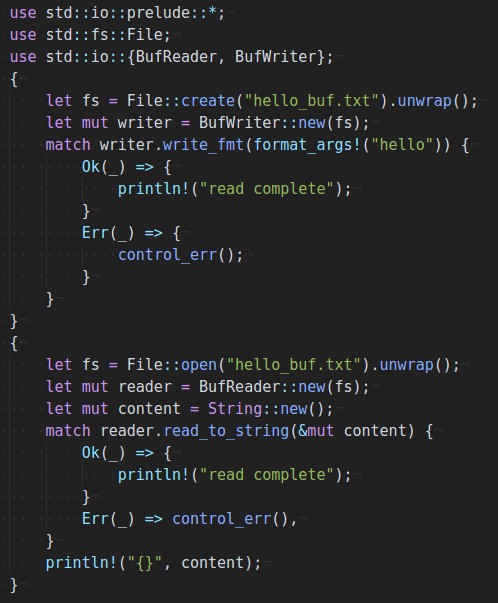 use std::io::prelude::*;
use std::fs::File;
use std::io::{BufReader, BufWriter};
{
    let fs = File::create("hello_buf.txt").unwrap();
    let mut writer = BufWriter::new(fs);
    match writer.write_fmt(format_args!("hello")) {
        Ok(_) => {
            println!("read complete");
        }
        Err(_) => {
            control_err();
        }
    }
}
{
    let fs = File::open("hello_buf.txt").unwrap();
    let mut reader = BufReader::new(fs);
    let mut content = String::new();
    match reader.read_to_string(&mut content) {
        Ok(_) => {
            println!("read complete");
        }
        Err(_) => control_err(),
    }
    println!("{}", content);
}